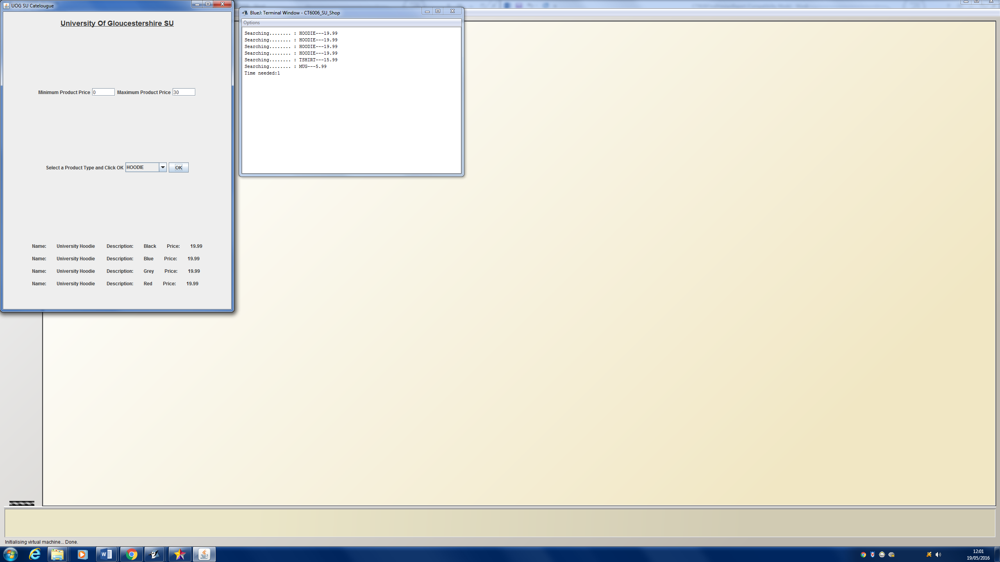 UOG SU Catelougue
University Of Gloucestershire SU
Minimum Product Price 0 Maximum Product Price 30
Select a Product Type and Click OK HOODIE OK
Name: University Hoodie Description: Black Price: 19.99
Name: University Hoodie Description: Blue Price: 19.99
Name: University Hoodie Description: Grey Price: 19.99
Name: University Hoodie Description: Red Price: 19.99
BlueJ: Terminal Window - CT6006_SU_Shop
Options
Searching........ : HOODIE---19.99
Searching........ : HOODIE---19.99
Searching........ : HOODIE---19.99
Searching........ : HOODIE---19.99
Searching........ : TSHIRT---15.99
Searching........ : MUG---5.99
Time needed:1
Initialising virtual machine... Done.
12:01
19/05/2016